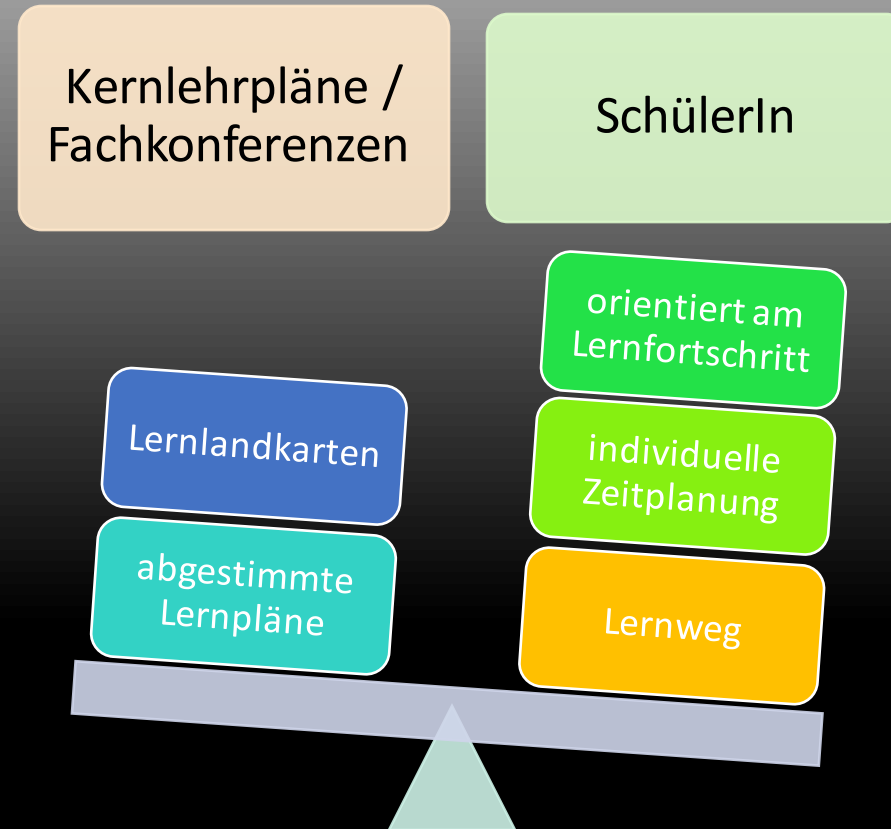 Kernlehrpläne /
Fachkonferenzen
SchülerIn
orientiert am
Lernfortschritt
Lernlandkarten
individuelle
Zeitplanung
abgestimmte
Lernpläne
Lernweg